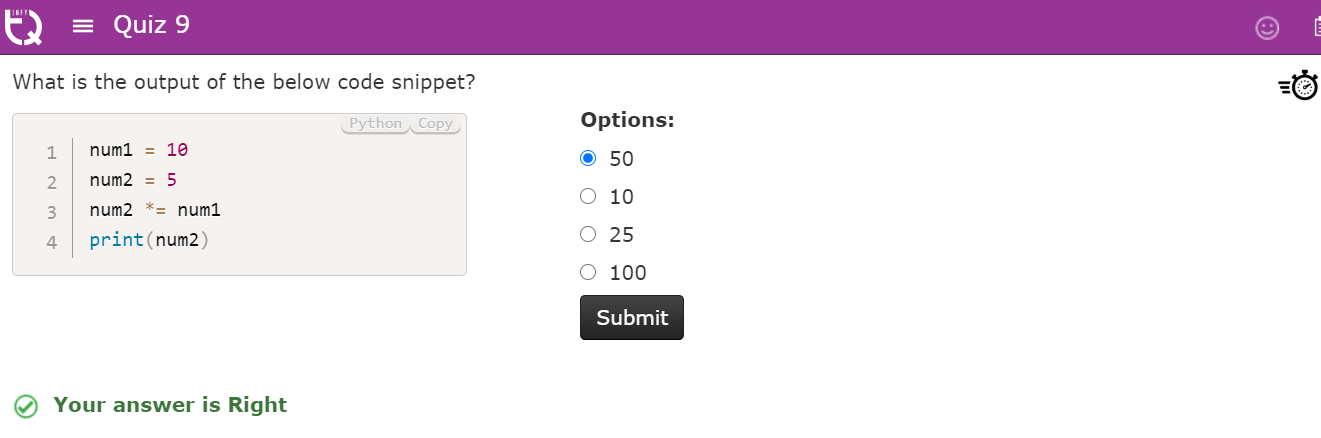 INFY
Quiz 9
What is the output of the below code snippet?
Python Copy
1 num1 = 10
2 num2 = 5
3 num2 *= num1
4 print(num2)
Options:
50
10
25
100
Submit
Your answer is Right